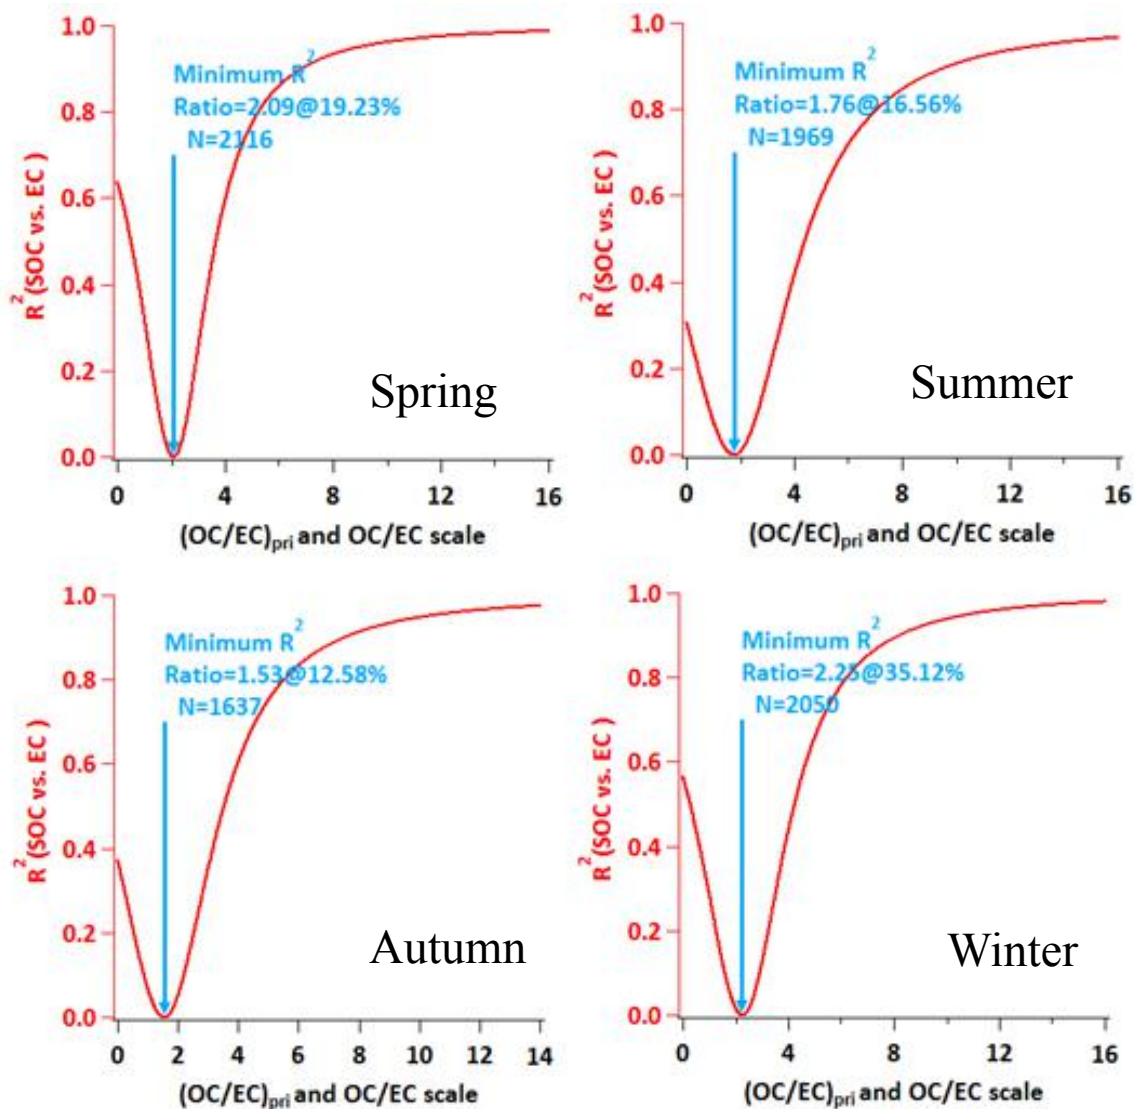 1.0
0.8
0.6
0.4
0.2
0.0
R² (SOC vs. EC )
Minimum R²
Ratio=2.09@19.23%
N=2116
Spring
0 4 8 12 16
(OC/EC)pri and OC/EC scale
1.0
0.8
0.6
0.4
0.2
0.0
R² (SOC vs. EC )
Minimum R²
Ratio=1.76@16.56%
N=1969
Summer
0 4 8 12 16
(OC/EC)pri and OC/EC scale
1.0
0.8
0.6
0.4
0.2
0.0
R² (SOC vs. EC )
Minimum R²
Ratio=1.53@12.58%
N=1637
Autumn
0 2 4 6 8 10 12 14
(OC/EC)pri and OC/EC scale
1.0
0.8
0.6
0.4
0.2
0.0
R² (SOC vs. EC )
Minimum R²
Ratio=2.25@35.12%
N=2050
Winter
0 4 8 12 16
(OC/EC)pri and OC/EC scale